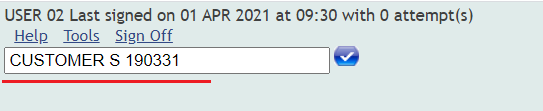 USER 02 Last signed on 01 APR 2021 at 09:30 with 0 attempt(s)
Help Tools Sign Off
CUSTOMER S 190331